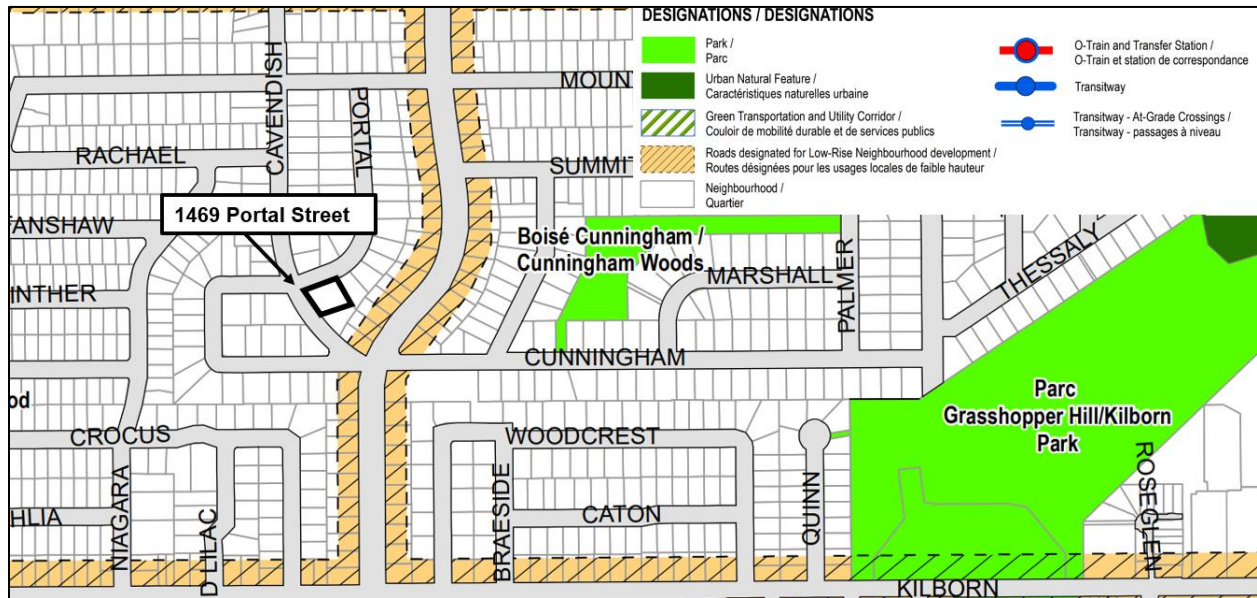 DESIGNATIONS / DESIGNATIONS
Park /
Parc
Urban Natural Feature /
Caractéristiques naturelles urbaine
Green Transportation and Utility Corridor /
Couloir de mobilité durable et de services publics
Roads designated for Low-Rise Neighbourhood development /
Routes désignées pour les usages locales de faible hauteur
Neighbourhood /
Quartier
O-Train and Transfer Station /
O-Train et station de correspondance
Transitway
Transitway - At-Grade Crossings /
Transitway - passages à niveau
CAVENDISH
PORTAL
MOUN
RACHAEL
SUMMIT
1469 Portal Street
FANSHAW
Boisé Cunningham /
Cunningham Woods
MARSHALL
PALMER
THESSALY
INTHER
CUNNINGHAM
od
Parc
Grasshopper Hill/Kilborn
Park
CROCUS
WOODCREST
NIAGARA
D LILAC
BRAESIDE
CATON
QUINN
ROSEGLEN
HLIA
KILBORN